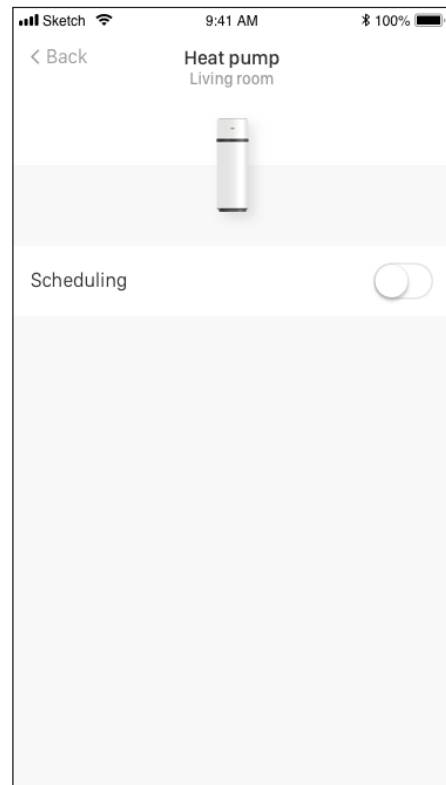 Sketch 9:41 AM 100%
< Back
Heat pump
Living room
Scheduling